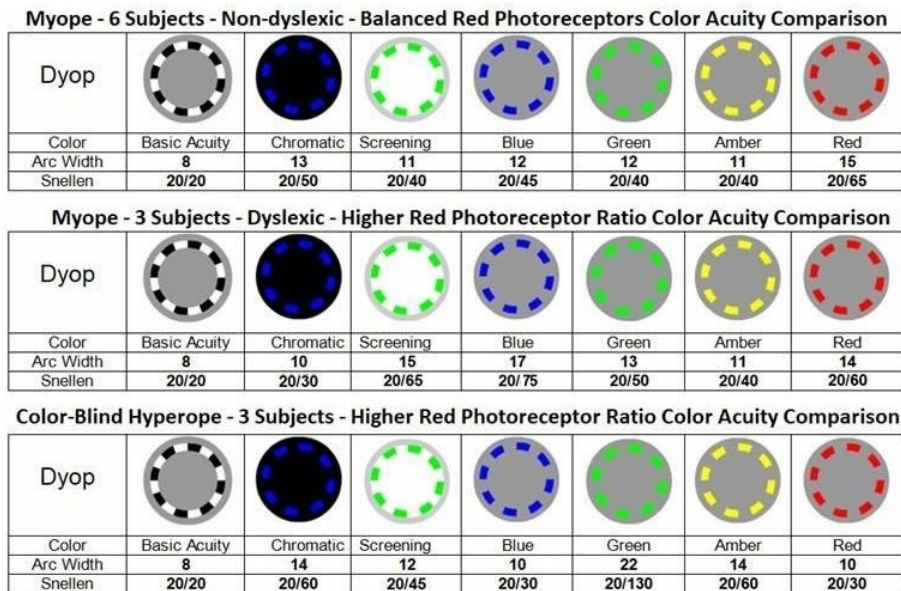 Myope - 6 Subjects - Non-dyslexic - Balanced Red Photoreceptors Color Acuity Comparison
Dyop
Color Basic Acuity Chromatic Screening Blue Green Amber Red
Arc Width 8 13 11 12 12 11 15
Snellen 20/20 20/50 20/40 20/45 20/40 20/40 20/65
Myope - 3 Subjects - Dyslexic - Higher Red Photoreceptor Ratio Color Acuity Comparison
Dyop
Color Basic Acuity Chromatic Screening Blue Green Amber Red
Arc Width 8 10 15 17 13 11 14
Snellen 20/20 20/30 20/65 20/75 20/50 20/40 20/60
Color-Blind Hyperope - 3 Subjects - Higher Red Photoreceptor Ratio Color Acuity Comparison
Dyop
Color Basic Acuity Chromatic Screening Blue Green Amber Red
Arc Width 8 14 12 10 22 14 10
Snellen 20/20 20/60 20/45 20/30 20/130 20/60 20/30